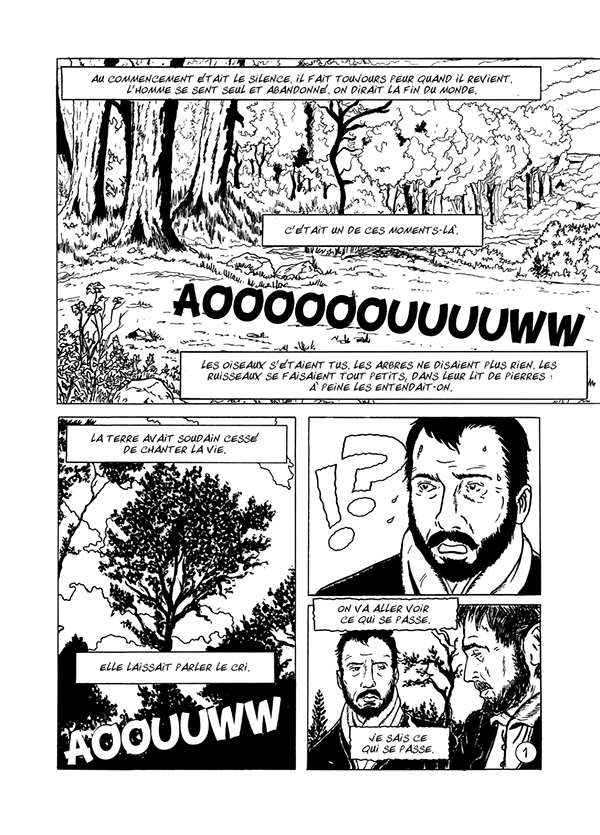 AU COMMENCEMENT ÉTAIT LE SILENCE. IL FAIT TOUJOURS PEUR QUAND IL REVIENT.
L'HOMME SE SENT SEUL ET ABANDONNÉ. ON DIRAIT LA FIN DU MONDE.
C'ÉTAIT UN DE CES MOMENTS-LÀ.
AOOOOOOUUUUUWW
LES OISEAUX S'ÉTAIENT TUS. LES ARBRES NE DISAIENT PLUS RIEN. LES
RUISSEAUX SE FAISAIENT TOUT PETITS, DANS LEUR LIT DE PIERRES :
À PEINE LES ENTENDAIT-ON.
LA TERRE AVAIT SOUDAIN CESSÉ
DE CHANTER LA VIE.
ELLE LAISSAIT PARLER LE CRI.
AOOUUWW
!?
ON VA ALLER VOIR
CE QUI SE PASSE.
JE SAIS CE
QUI SE PASSE.
1